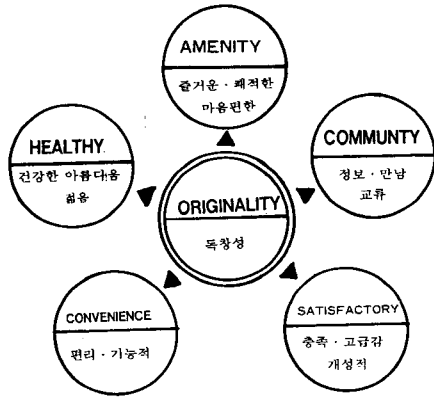 AMENITY
즐거운 · 쾌적한
마음편한
HEALTHY.
건강한 아름다움
젊음
COMMUNTY
정보 · 만남
교류
ORIGINALITY
독창성
CONVENIENCE
편리 · 기능적
SATISFACTORY
충족 · 고급감
개성적